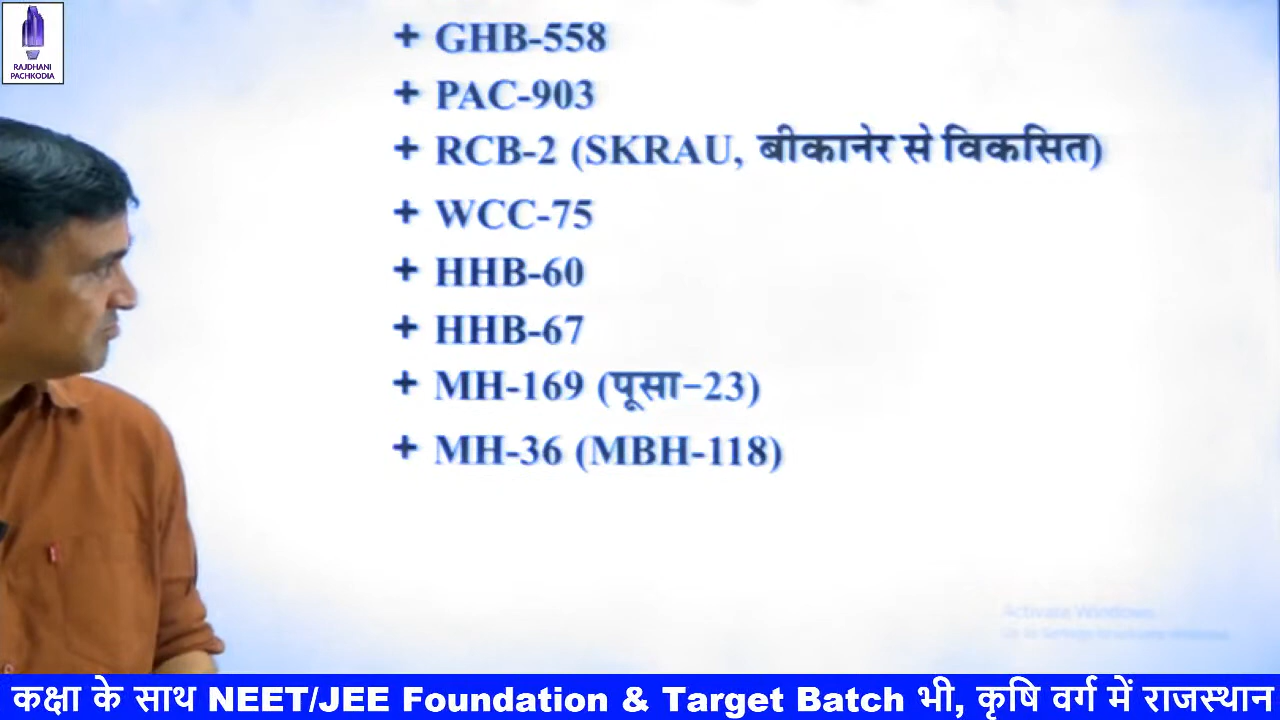 RAJDHANI
PACHKODIA
+ GHB-558
+ PAC-903
+ RCB-2 (SKRAU, बीकानेर से विकसित)
+ WCC-75
+ HHB-60
+ HHB-67
+ MH-169 (पूसा-23)
+ MH-36 (MBH-118)
Activate Windows
कक्षा के साथ NEET/JEE Foundation & Target Batch भी, कृषि वर्ग में राजस्थान